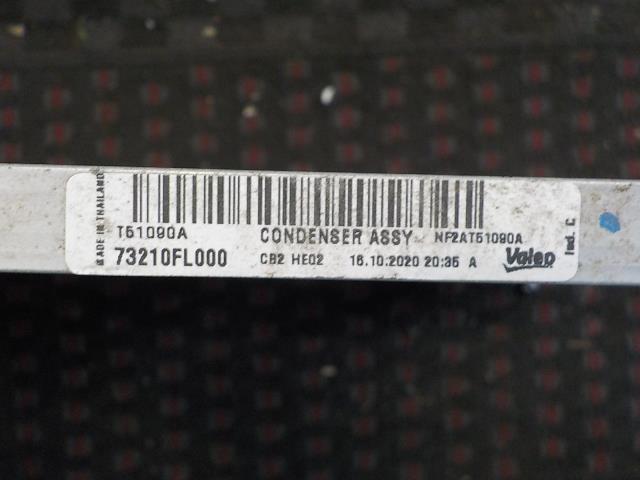 MADE IN THAILAND
T51090A CONDENSER ASSY NF2AT51090A
73210FL000 CB2 HE02 16.10.2020 20:35 A Valeo
Ind. C